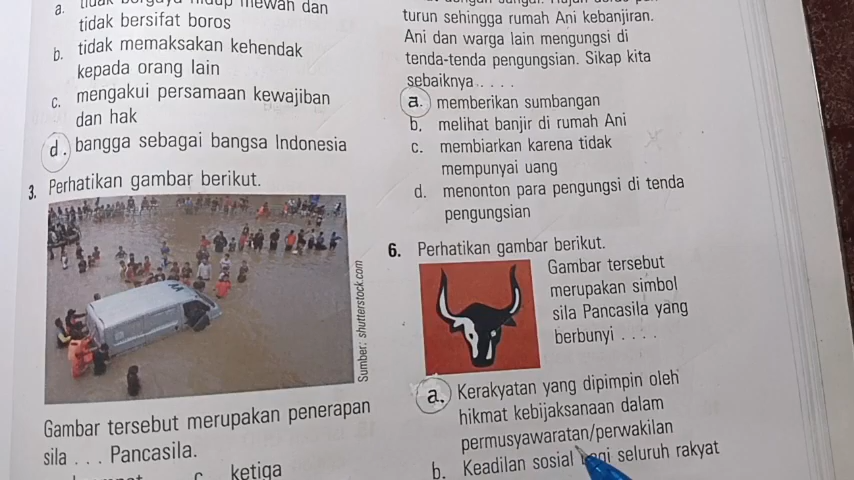 a.
tidak bersifat boros
b. tidak memaksakan kehendak
kepada orang lain
c. mengakui persamaan kewajiban
dan hak
d. bangga sebagai bangsa Indonesia
3. Perhatikan gambar berikut.
Sumber: shutterstock.com
Gambar tersebut merupakan penerapan
sila . . . Pancasila.
c. ketiga
turun sehingga rumah Ani kebanjiran.
Ani dan warga lain mengungsi di
tenda-tenda pengungsian. Sikap kita
sebaiknya . . . .
a. memberikan sumbangan
b. melihat banjir di rumah Ani
c. membiarkan karena tidak
mempunyai uang
d. menonton para pengungsi di tenda
pengungsian
6. Perhatikan gambar berikut.
Gambar tersebut
merupakan simbol
sila Pancasila yang
berbunyi . . . .
a. Kerakyatan yang dipimpin oleh
hikmat kebijaksanaan dalam
permusyawaratan/perwakilan
b. Keadilan sosial seluruh rakyat